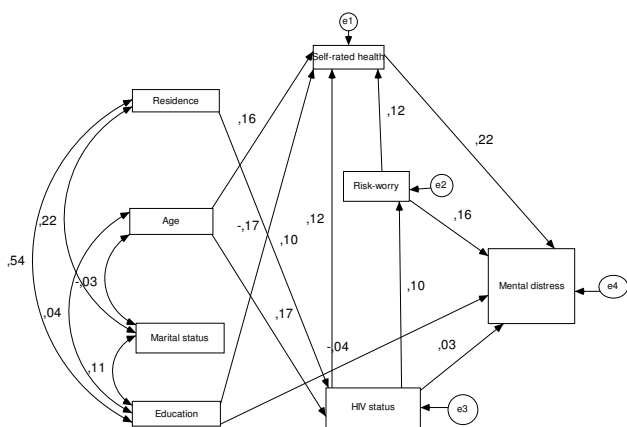 e1
Self-rated health
Residence
,16
,12
,22
Risk-worry
e2
,22
Age
-,17
,10
,12
,16
,54
-,03
,10
Mental distress
e4
,04
,17
Marital status
-,04
,03
,11
Education
HIV status
e3